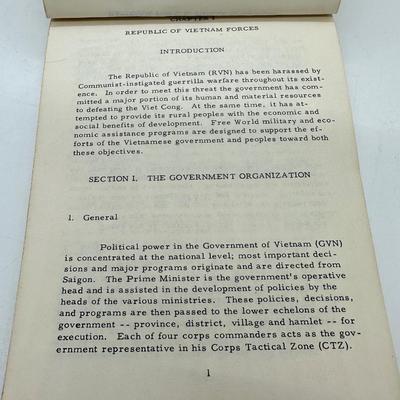 CHAPTER 1
REPUBLIC OF VIETNAM FORCES
INTRODUCTION
The Republic of Vietnam (RVN) has been harassed by
Communist-instigated guerrilla warfare throughout its exist-
ence. In order to meet this threat the government has com-
mitted a major portion of its human and material resources
to defeating the Viet Cong. At the same time, it has at-
tempted to provide its rural peoples with the economic and
social benefits of development. Free World military and eco-
nomic assistance programs are designed to support the ef-
forts of the Vietnamese government and peoples toward both
these objectives.
SECTION I. THE GOVERNMENT ORGANIZATION
1. General
Political power in the Government of Vietnam (GVN)
is concentrated at the national level; most important deci-
sions and major programs originate and are directed from
Saigon. The Prime Minister is the government's operative
head and is assisted in the development of policies by the
heads of the various ministries. These policies, decisions,
and programs are then passed to the lower echelons of the
government -- province, district, village and hamlet -- for
execution. Each of four corps commanders acts as the gov-
ernment representative in his Corps Tactical Zone (CTZ).
1